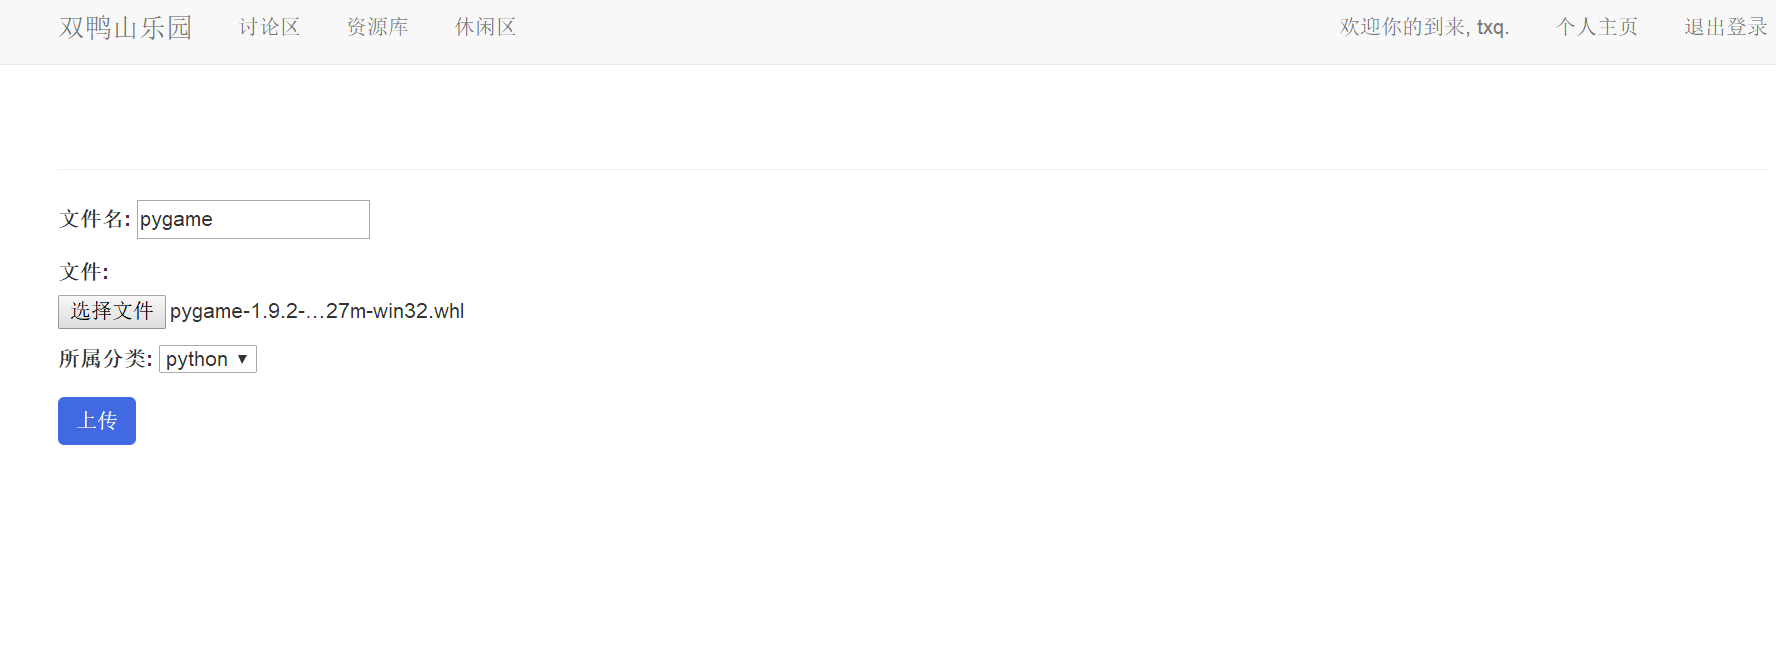 双鸭山乐园 讨论区 资源库 休闲区 欢迎你的到来, txq. 个人主页 退出登录
文件名: pygame
文件:
选择文件 pygame-1.9.2-...27m-win32.whl
所属分类: python
上传